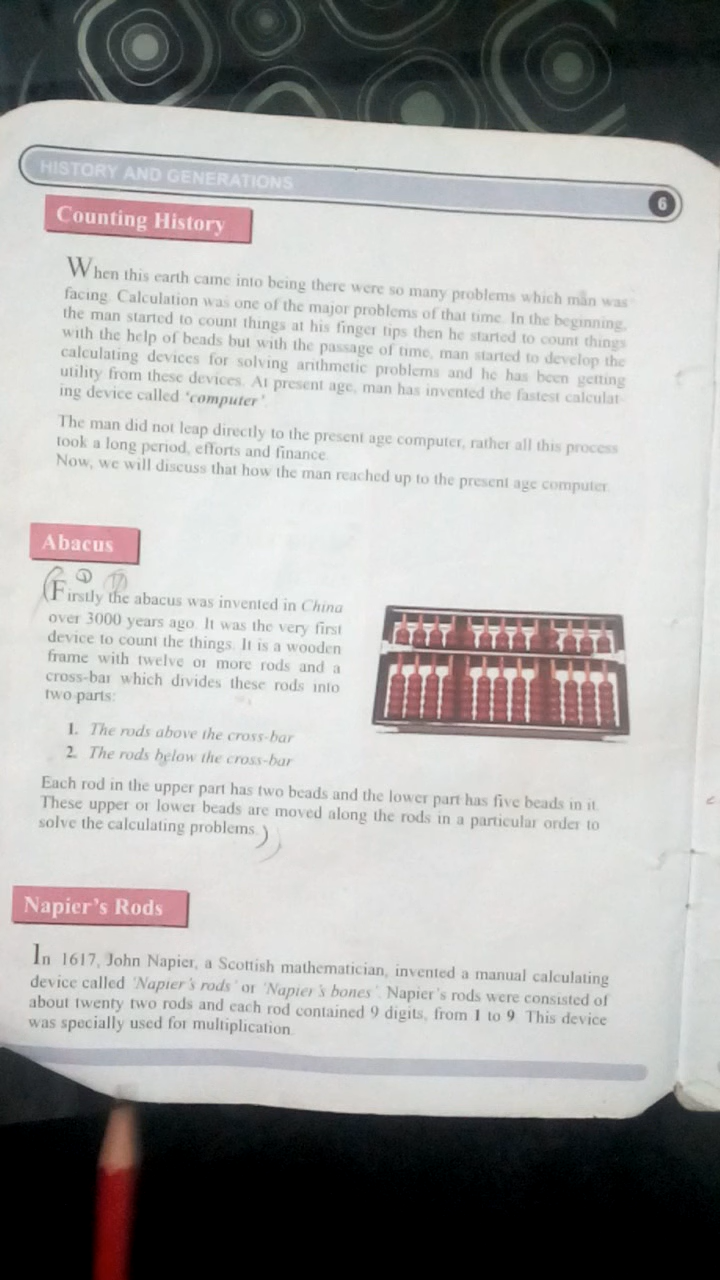 HISTORY AND GENERATIONS
6
Counting History
When this earth came into being there were so many problems which man was
facing. Calculation was one of the major problems of that time. In the beginning,
the man started to count things at his finger tips then he started to count things
with the help of beads but with the passage of time, man started to develop the
calculating devices for solving arithmetic problems and he has been getting
utility from these devices. At present age, man has invented the fastest calculat-
ing device called 'computer'.
The man did not leap directly to the present age computer, rather all this process
took a long period, efforts and finance.
Now, we will discuss that how the man reached up to the present age computer.
Abacus
Firstly the abacus was invented in China
over 3000 years ago. It was the very first
device to count the things. It is a wooden
frame with twelve or more rods and a
cross-bar which divides these rods into
two parts:
1. The rods above the cross-bar
2. The rods below the cross-bar
Each rod in the upper part has two beads and the lower part has five beads in it.
These upper or lower beads are moved along the rods in a particular order to
solve the calculating problems.
Napier's Rods
In 1617, John Napier, a Scottish mathematician, invented a manual calculating
device called 'Napier's rods' or 'Napier's bones'. Napier's rods were consisted of
about twenty two rods and each rod contained 9 digits, from 1 to 9. This device
was specially used for multiplication.